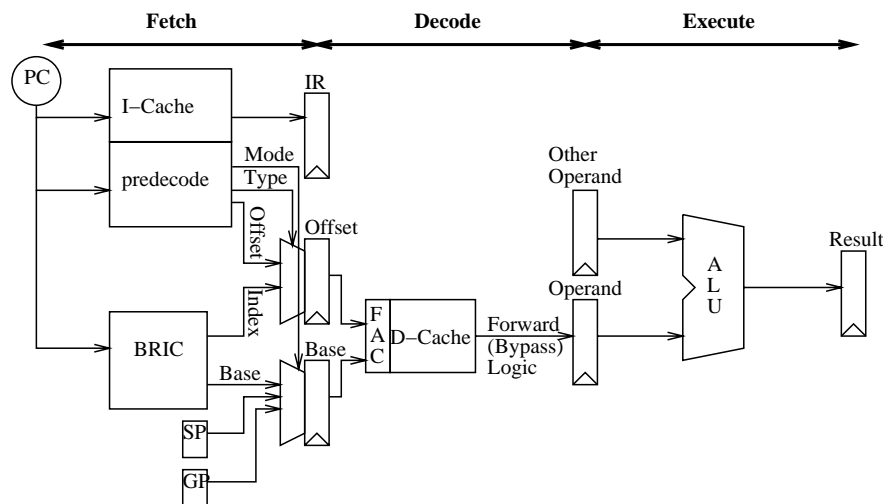 Fetch
Decode
Execute
PC
I-Cache
IR
predecode
Mode
Type
Offset
Index
Offset
Other
Operand
BRIC
Base
SP
GP
Base
F
A
C
D-Cache
Forward
(Bypass)
Logic
Operand
A
L
U
Result